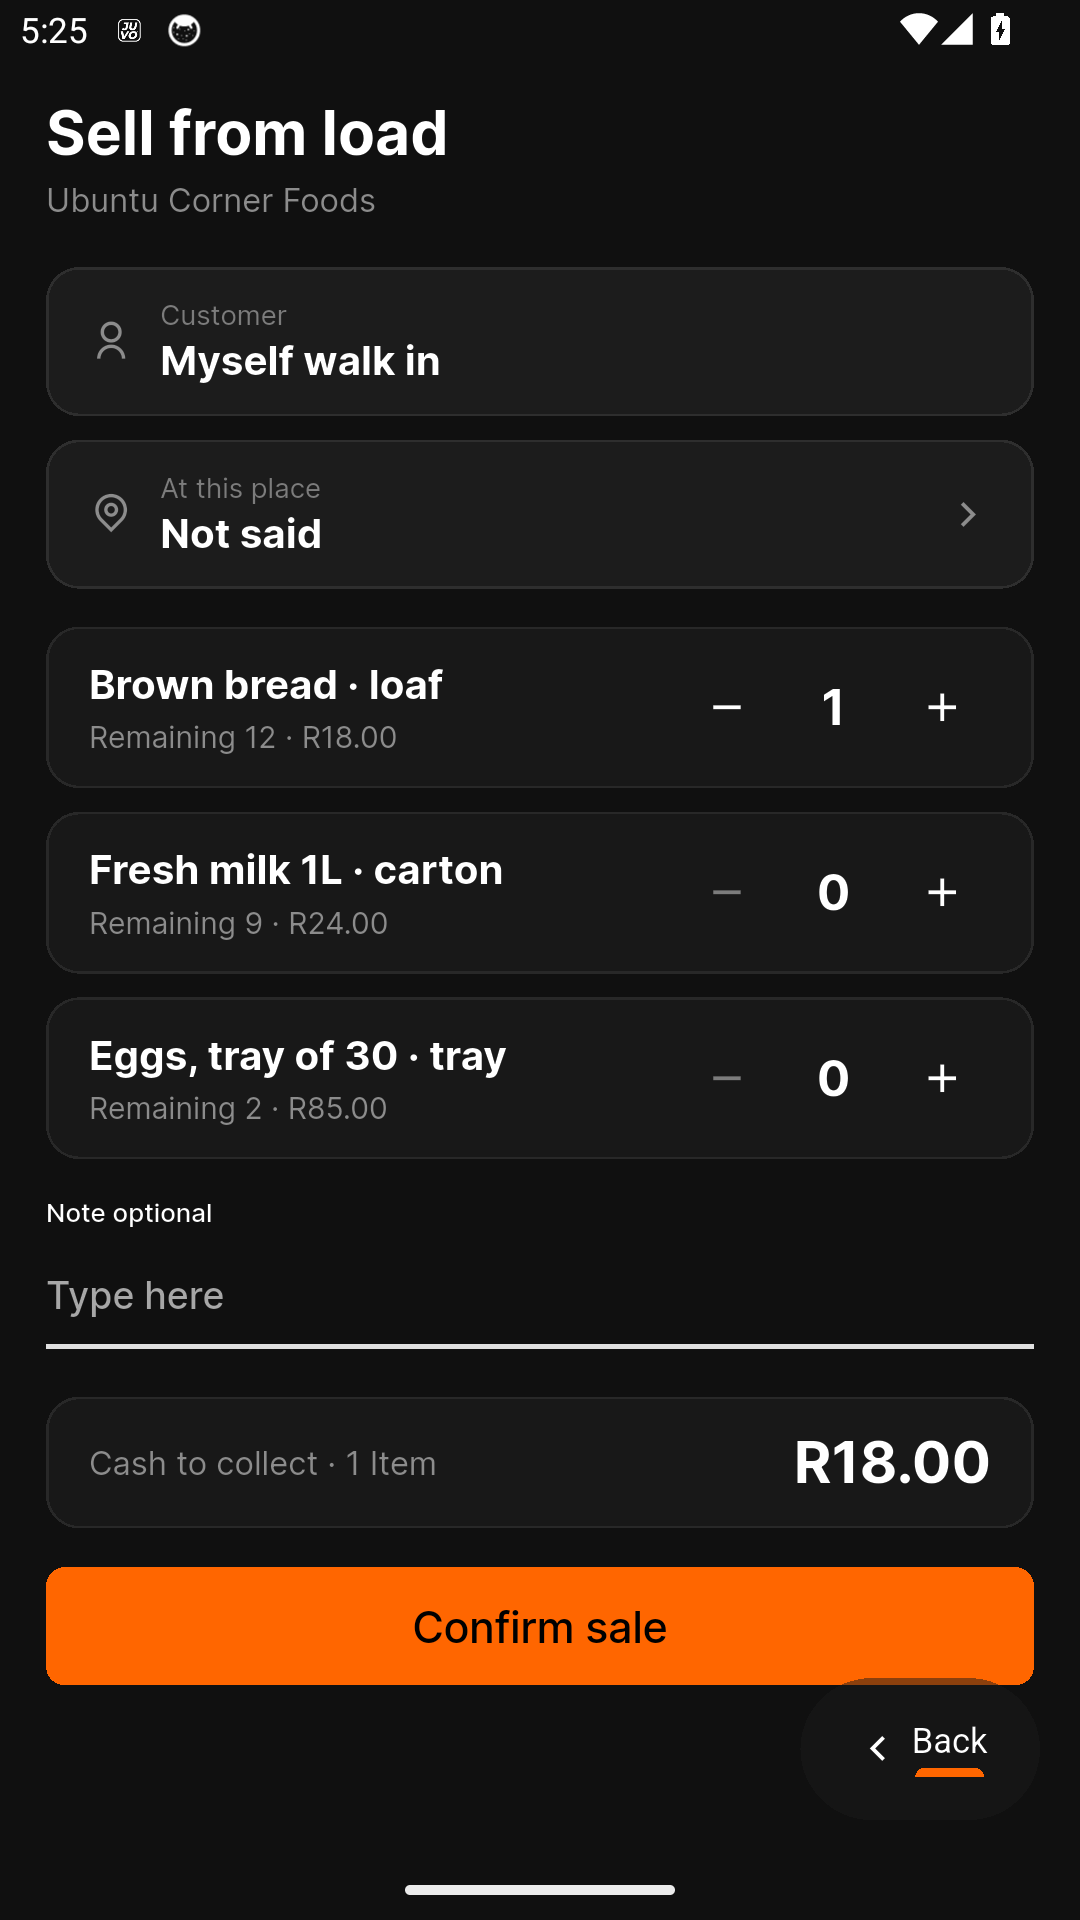 5:25
JUVO
Sell from load
Ubuntu Corner Foods
Customer
Myself walk in
At this place
Not said
Brown bread · loaf
Remaining 12 · R18.00
1
Fresh milk 1L · carton
Remaining 9 · R24.00
0
Eggs, tray of 30 · tray
Remaining 2 · R85.00
0
Note optional
Type here
Cash to collect · 1 Item
R18.00
Confirm sale
Back